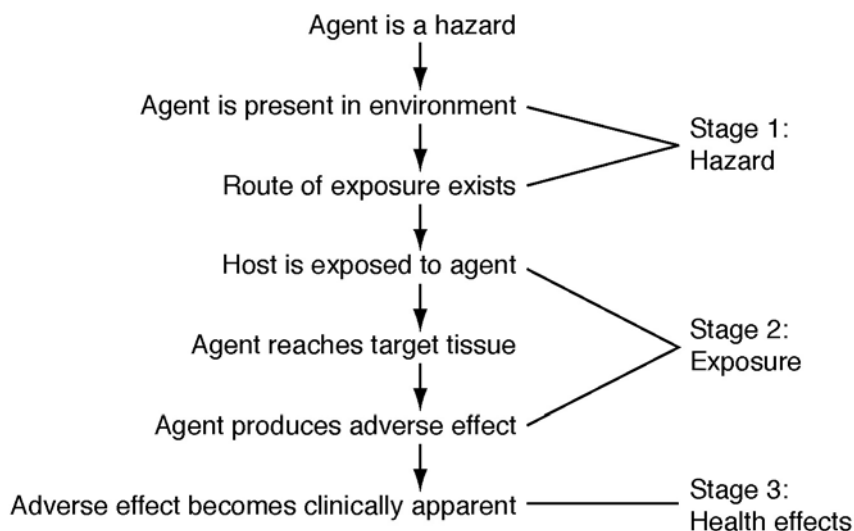 Agent is a hazard
Agent is present in environment
Stage 1:
Hazard
Route of exposure exists
Host is exposed to agent
Agent reaches target tissue
Stage 2:
Exposure
Agent produces adverse effect
Adverse effect becomes clinically apparent
Stage 3:
Health effects